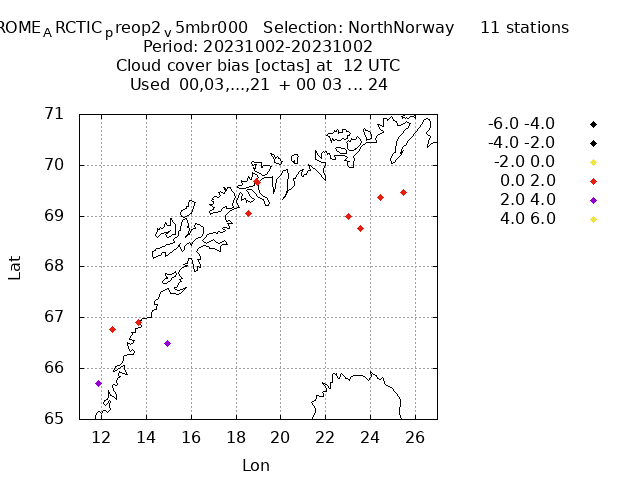 ROME A RCTIC p reop2 v 5mbr000 Selection: NorthNorway 11 stations
Period: 20231002-20231002
Cloud cover bias [octas] at 12 UTC
Used 00,03,...,21 + 00 03 ... 24
71
70
69
68
67
66
65
Lat
12 14 16 18 20 22 24 26
Lon
-6.0 -4.0
-4.0 -2.0
-2.0 0.0
0.0 2.0
2.0 4.0
4.0 6.0